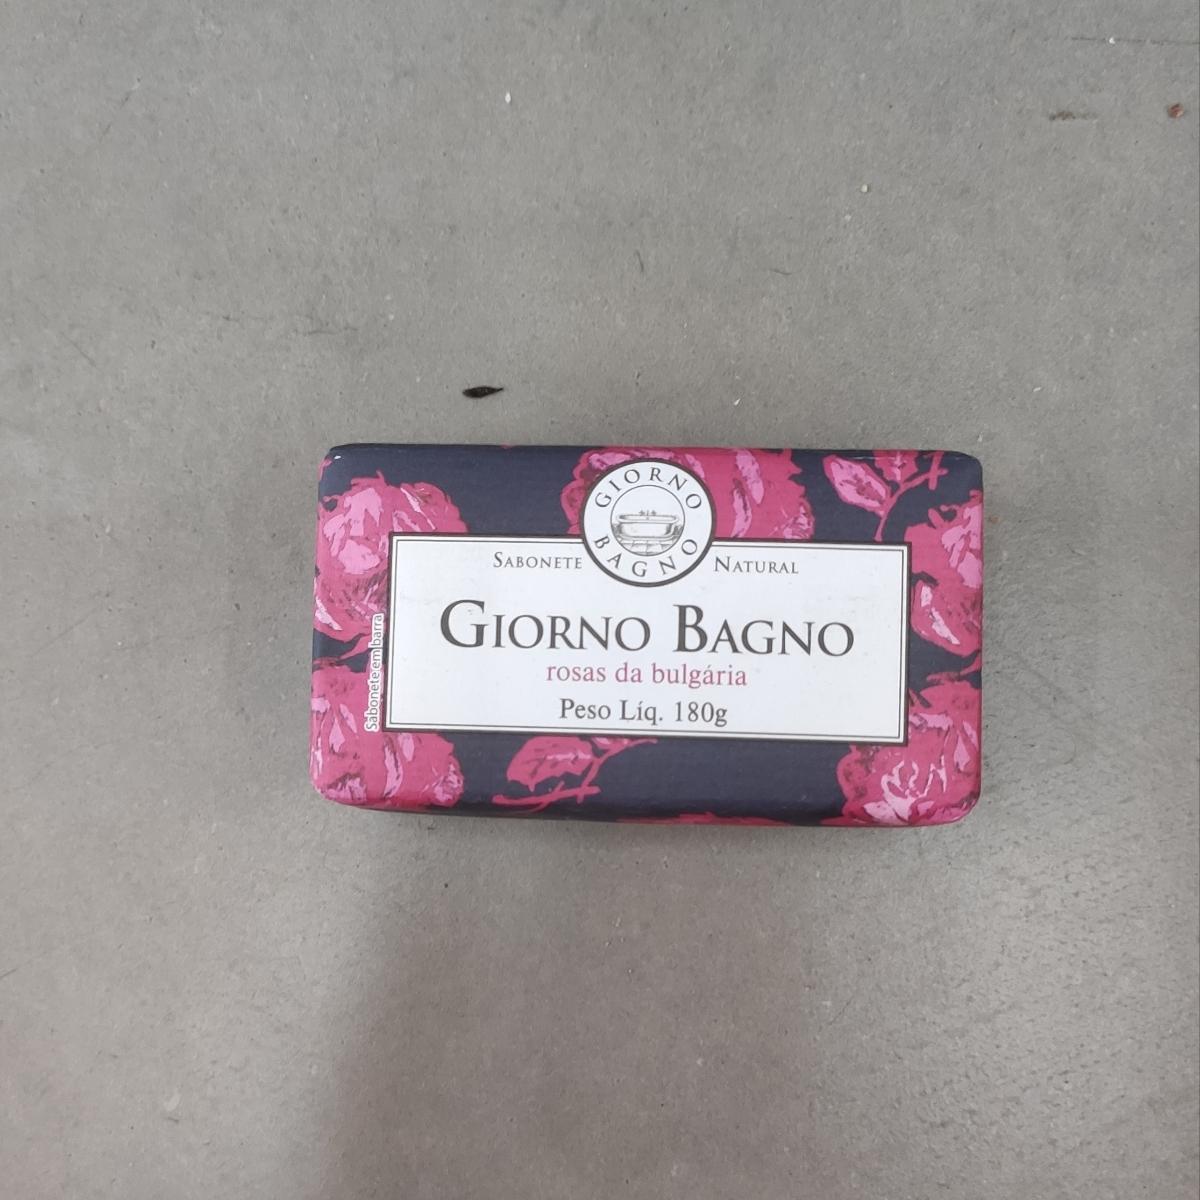 GIORNO
BAGNO
SABONETE NATURAL
GIORNO BAGNO
rosas da bulgária
Peso Líq. 180g
Sabonete em barra